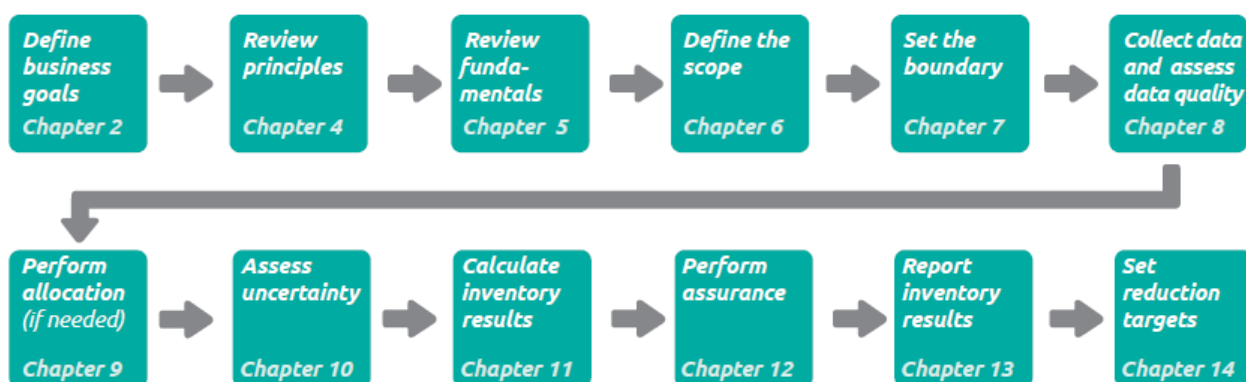 Define
business
goals
Chapter 2
Review
principles
Chapter 4
Review
funda-
mentals
Chapter 5
Define the
scope
Chapter 6
Set the
boundary
Chapter 7
Collect data
and assess
data quality
Chapter 8
Perform
allocation
(if needed)
Chapter 9
Assess
uncertainty
Chapter 10
Calculate
inventory
results
Chapter 11
Perform
assurance
Chapter 12
Report
inventory
results
Chapter 13
Set
reduction
targets
Chapter 14